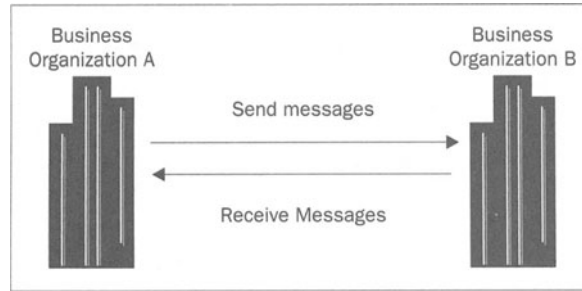 Business
Organization A
Business
Organization B
Send messages
Receive Messages